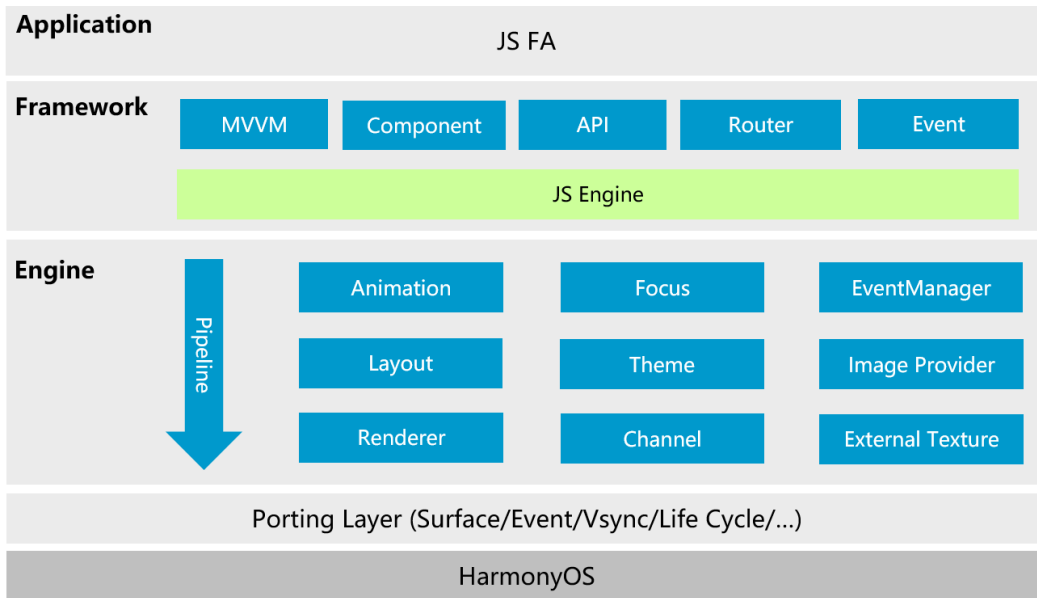 Application
JS FA
Framework
MVVM
Component
API
Router
Event
JS Engine
Engine
Pipeline
Animation
Focus
EventManager
Layout
Theme
Image Provider
Renderer
Channel
External Texture
Porting Layer (Surface/Event/Vsync/Life Cycle/...)
HarmonyOS